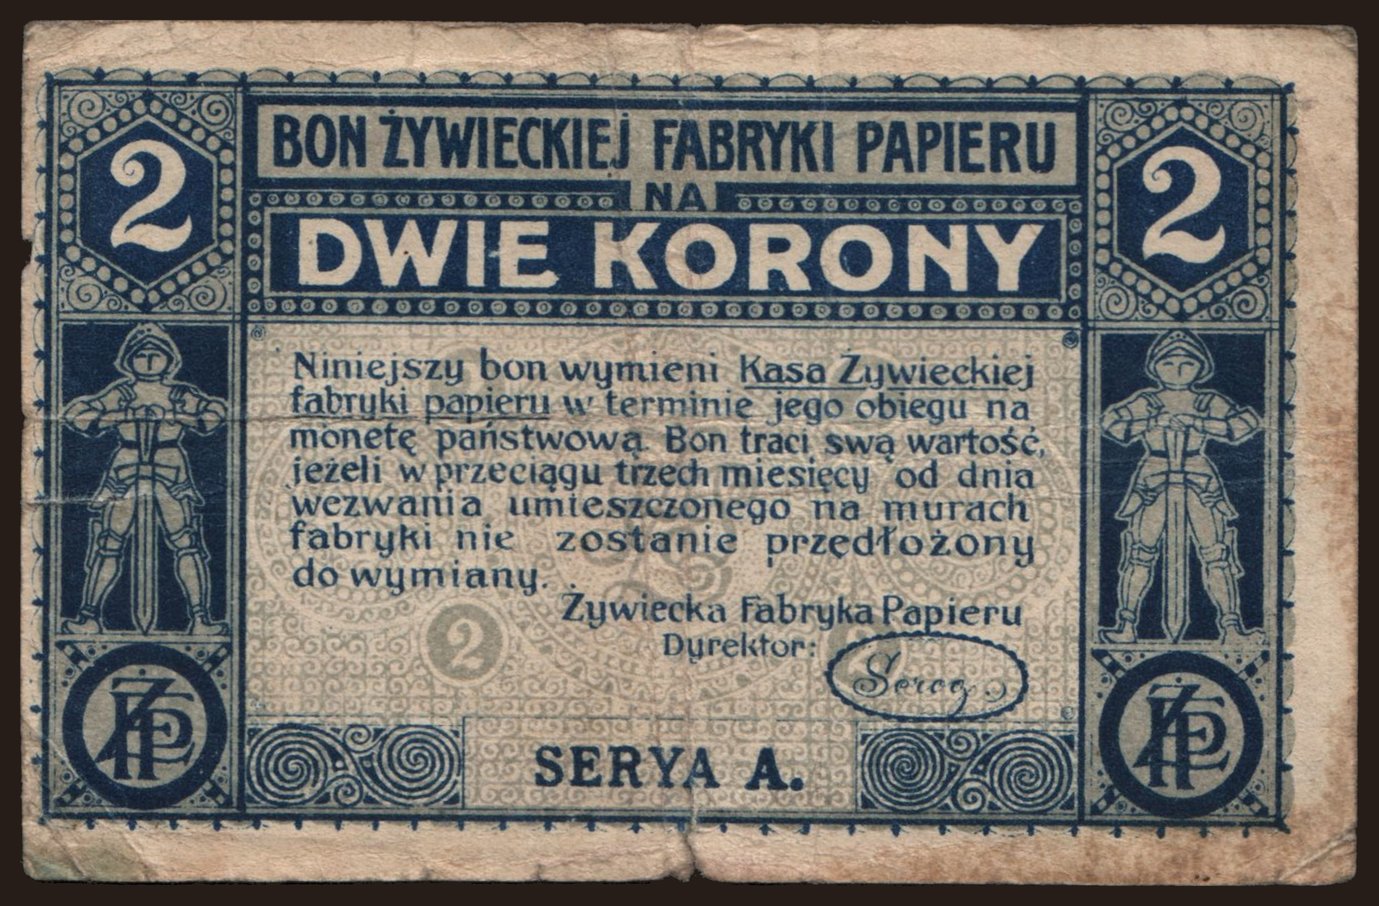 BON ŻYWIECKIEJ FABRYKI PAPIERU
NA
2 DWIE KORONY 2
Niniejszy bon wymieni Kasa Żywieckiej
fabryki papieru w terminie jego obiegu na
monetę państwową. Bon traci swą wartość,
jeżeli w przeciągu trzech miesięcy od dnia
wezwania umieszczonego na murach
fabryki nie zostanie przędłożony
do wymiany.
Żywiecka Fabryka Papieru
Dyrektor:
2
SERYA A.